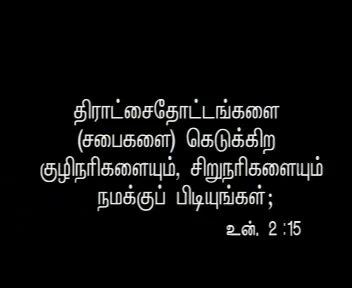 திராட்சைதோட்டங்களை
(சபைகளை) கெடுக்கிற
குழிநரிகளையும், சிறுநரிகளையும்
நமக்குப் பிடியுங்கள்;
உன். 2 :15